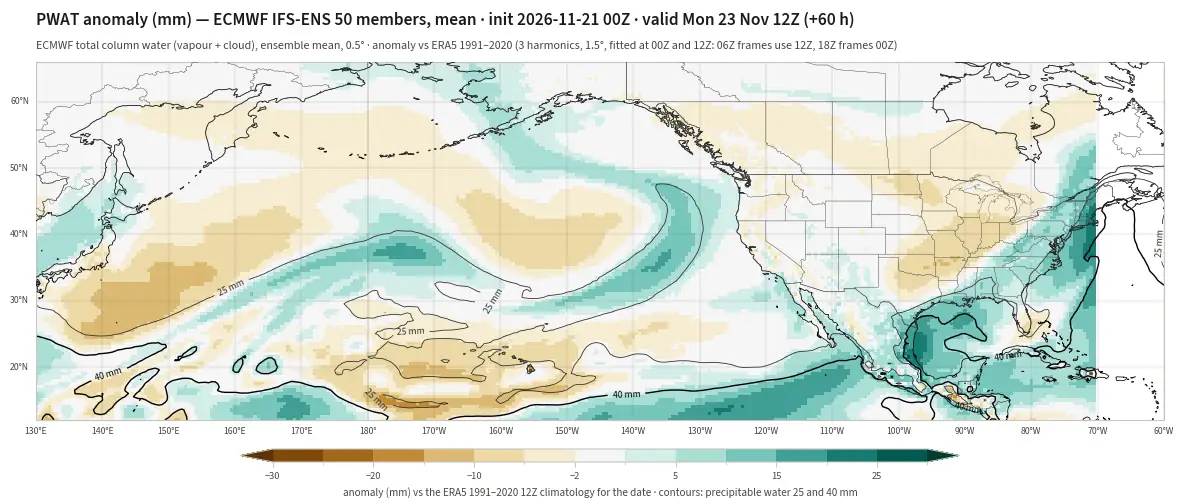 PWAT anomaly (mm) — ECMWF IFS-ENS 50 members, mean · init 2026-11-21 00Z · valid Mon 23 Nov 12Z (+60 h)
ECMWF total column water (vapour + cloud), ensemble mean, 0.5° · anomaly vs ERA5 1991–2020 (3 harmonics, 1.5°, fitted at 00Z and 12Z: 06Z frames use 12Z, 18Z frames 00Z)
60°N
50°N
40°N
30°N
20°N
25 mm
25 mm
25 mm
25 mm
25 mm
40 mm
40 mm
40 mm
40 mm
130°E 140°E 150°E 160°E 170°E 180° 170°W 160°W 150°W 140°W 130°W 120°W 110°W 100°W 90°W 80°W 70°W 60°W
−30 −20 −10 −2 5 15 25
anomaly (mm) vs the ERA5 1991–2020 12Z climatology for the date · contours: precipitable water 25 and 40 mm